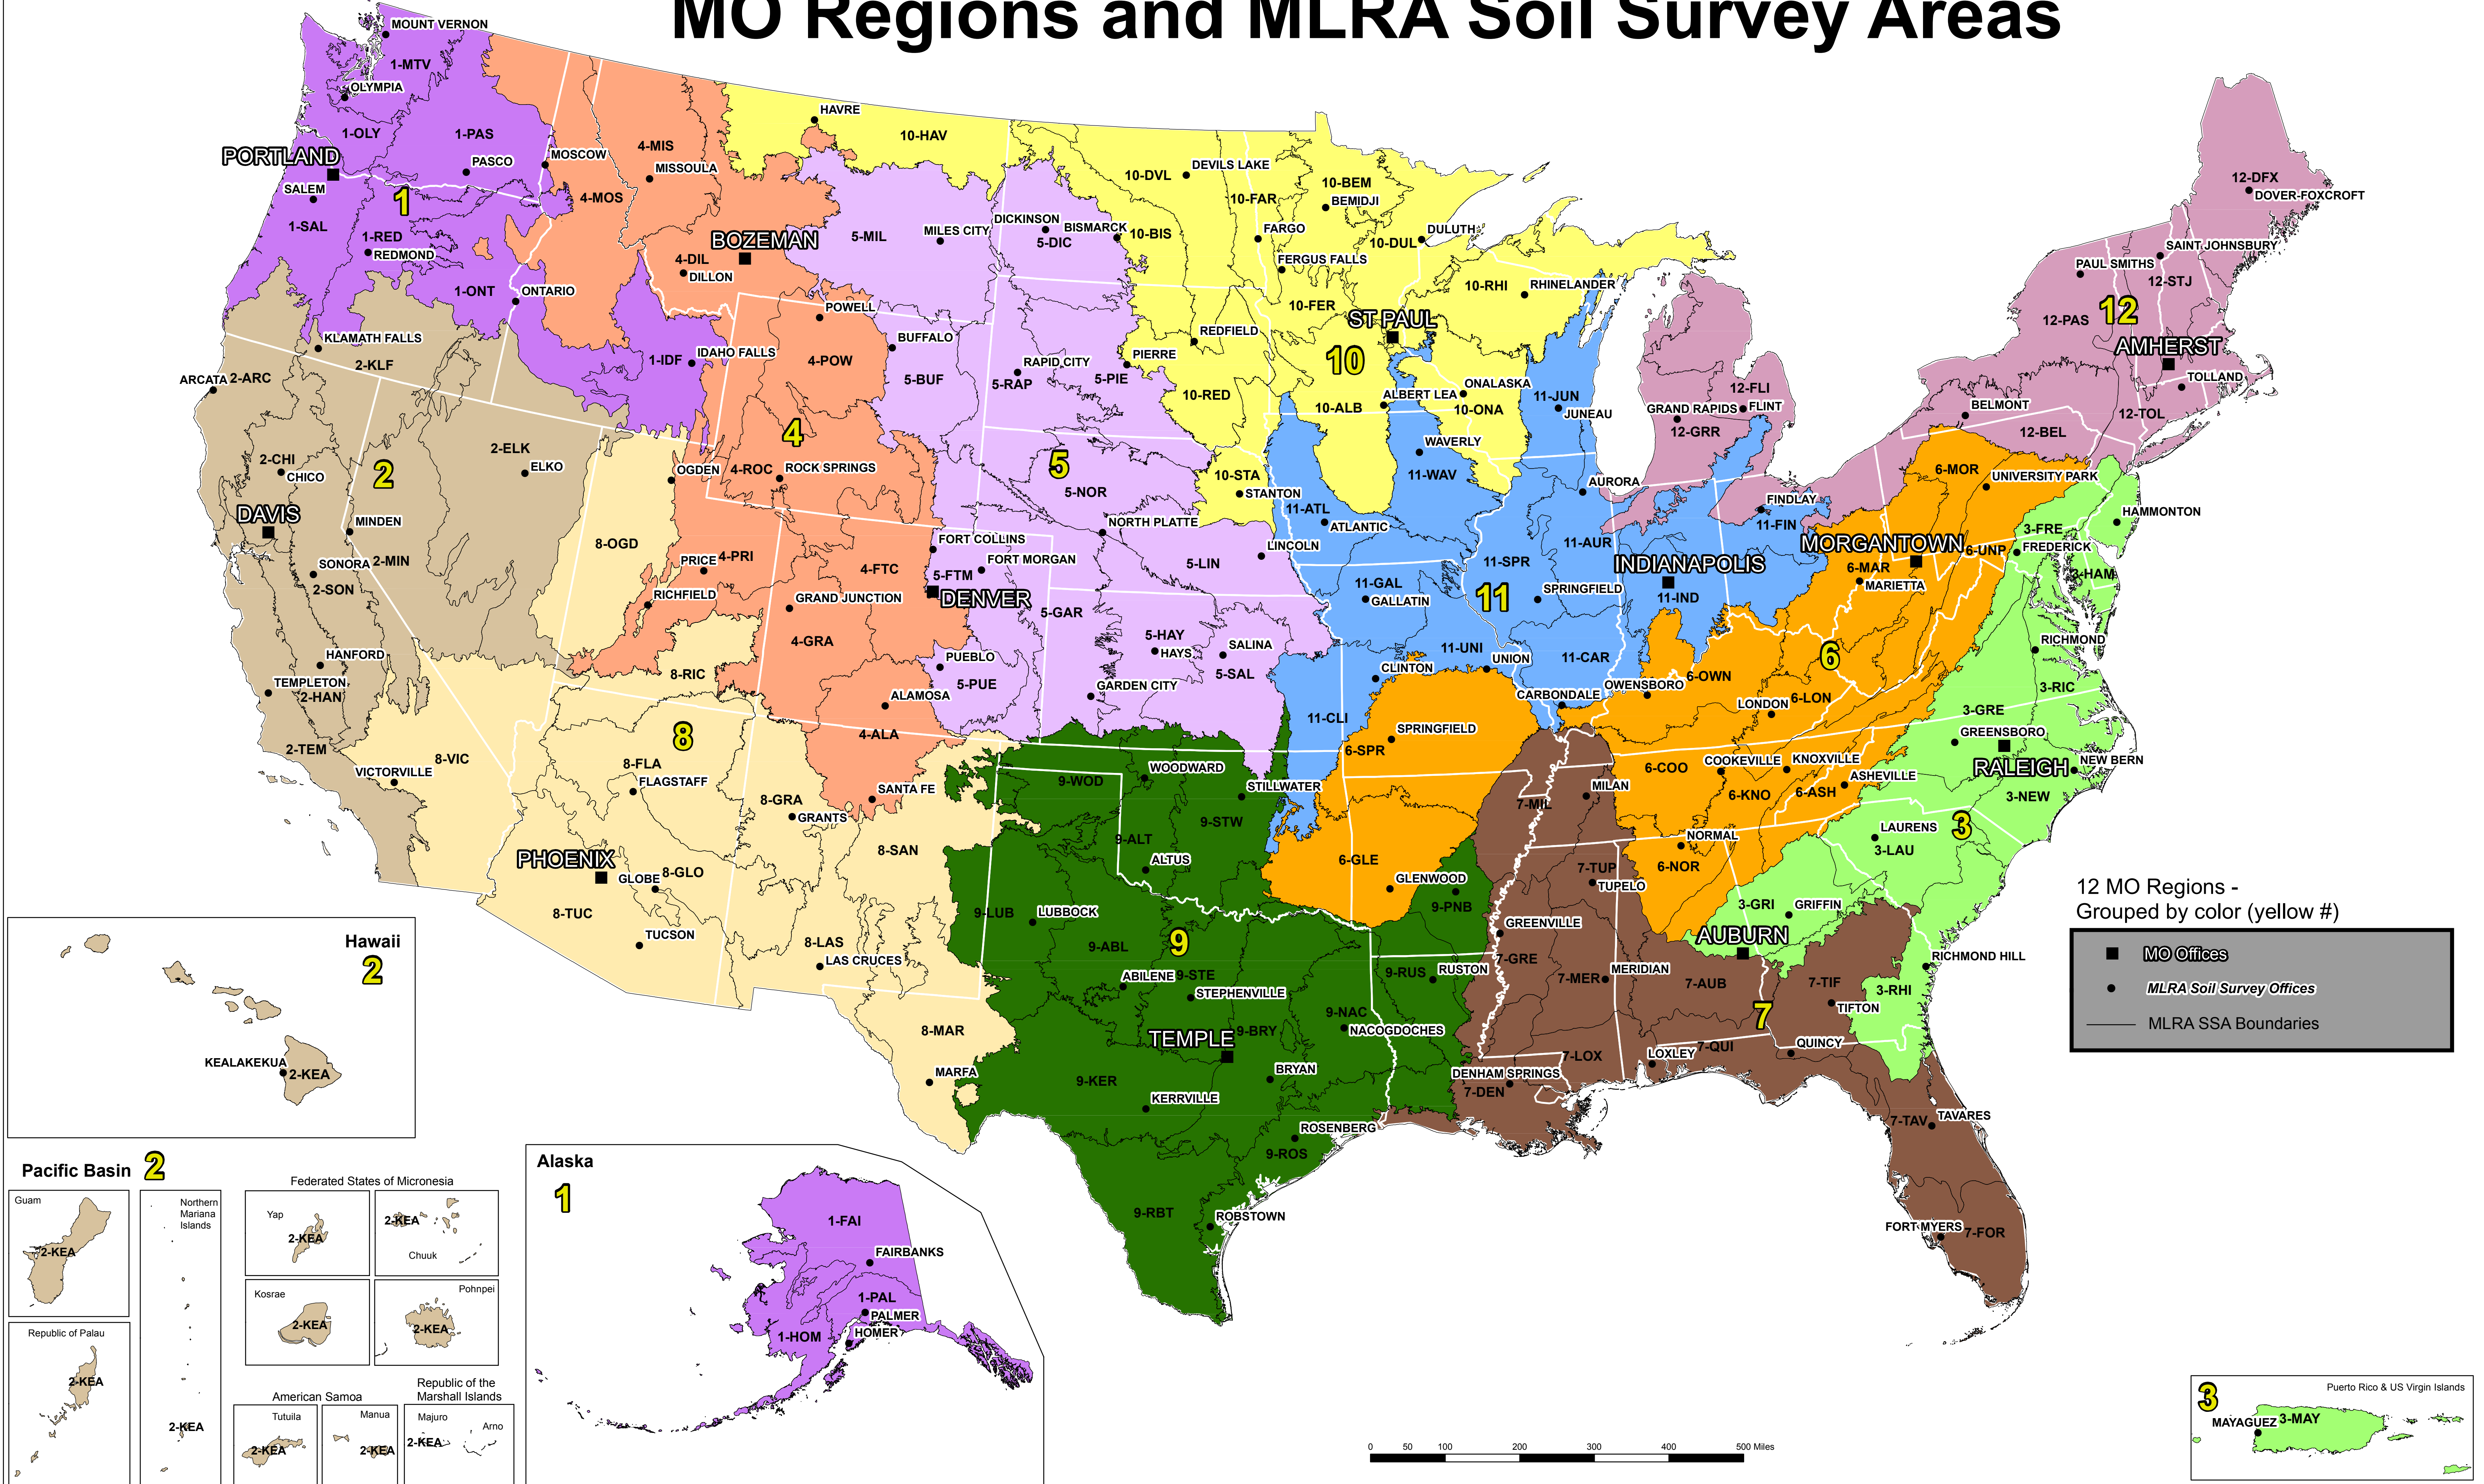 MO Regions and MLRA Soil Survey Areas
MOUNT VERNON
1-MTV
OLYMPIA
1-OLY
1-PAS
PASCO
PORTLAND
SALEM
1
1-SAL
1-RED
REDMOND
1-ONT
ONTARIO
KLAMATH FALLS
2-KLF
1-IDF
IDAHO FALLS
MOSCOW
4-MOS
4-MIS
MISSOULA
BOZEMAN
4-DIL
DILLON
POWELL
4-POW
4
4-ROC
ROCK SPRINGS
OGDEN
PRICE
4-PRI
RICHFIELD
4-FTC
GRAND JUNCTION
4-GRA
ALAMOSA
4-ALA
SANTA FE
ARCATA
2-ARC
2-CHI
CHICO
2
2-ELK
ELKO
DAVIS
MINDEN
SONORA
2-MIN
2-SON
HANFORD
TEMPLETON
2-HAN
2-TEM
8-OGD
8-RIC
8-VIC
VICTORVILLE
8
8-FLA
FLAGSTAFF
8-GRA
GRANTS
8-SAN
PHOENIX
GLOBE
8-GLO
8-TUC
TUCSON
8-LAS
LAS CRUCES
8-MAR
MARFA
HAVRE
10-HAV
10-DVL
DEVILS LAKE
10-FAR
10-BEM
BEMIDJI
BISMARCK
10-BIS
FARGO
10-DUL
DULUTH
FERGUS FALLS
10-FER
10-RHI
RHINELANDER
ST PAUL
10
REDFIELD
10-RED
10-ALB
ALBERT LEA
ONALASKA
10-ONA
10-STA
STANTON
5-MIL
MILES CITY
DICKINSON
5-DIC
BUFFALO
5-BUF
RAPID CITY
5-RAP
PIERRE
5-PIE
5
5-NOR
NORTH PLATTE
FORT COLLINS
5-FTM
FORT MORGAN
DENVER
5-LIN
LINCOLN
5-GAR
5-HAY
HAYS
SALINA
5-SAL
PUEBLO
5-PUE
GARDEN CITY
11-JUN
JUNEAU
WAVERLY
11-WAV
11-ATL
ATLANTIC
AURORA
11-AUR
FINDLAY
11-FIN
11-SPR
SPRINGFIELD
INDIANAPOLIS
11-IND
11-GAL
GALLATIN
11
11-UNI
UNION
11-CAR
CARBONDALE
CLINTON
11-CLI
12-DFX
DOVER-FOXCROFT
SAINT JOHNSBURY
PAUL SMITHS
12-STJ
12
12-PAS
AMHERST
TOLLAND
12-TOL
BELMONT
12-BEL
12-FLI
GRAND RAPIDS
FLINT
12-GRR
6-MOR
UNIVERSITY PARK
MORGANTOWN
6-UNP
6-MAR
MARIETTA
6
OWENSBORO
6-OWN
LONDON
6-LON
SPRINGFIELD
6-SPR
6-COO
COOKEVILLE
KNOXVILLE
6-KNO
ASHEVILLE
6-ASH
NORMAL
6-NOR
6-GLE
GLENWOOD
3-FRE
FREDERICK
HAMMONTON
3-HAM
RICHMOND
3-RIC
3-GRE
GREENSBORO
RALEIGH
NEW BERN
3-NEW
LAURENS
3
3-LAU
3-GRI
GRIFFIN
RICHMOND HILL
3-RHI
9-WOD
WOODWARD
STILLWATER
9-STW
9-ALT
ALTUS
9-LUB
LUBBOCK
9-PNB
9
9-ABL
ABILENE
9-STE
STEPHENVILLE
9-RUS
RUSTON
9-NAC
NACOGDOCHES
TEMPLE
9-BRY
BRYAN
9-KER
KERRVILLE
ROSENBERG
9-ROS
9-RBT
ROBSTOWN
7-MIL
MILAN
7-TUP
TUPELO
GREENVILLE
7-GRE
7-MER
MERIDIAN
AUBURN
7-AUB
7-TIF
TIFTON
7
QUINCY
7-QUI
LOXLEY
7-LOX
DENHAM SPRINGS
7-DEN
7-TAV
TAVARES
FORT MYERS
7-FOR
12 MO Regions -
Grouped by color (yellow #)
MO Offices
MLRA Soil Survey Offices
MLRA SSA Boundaries
Hawaii
2
KEALAKEKUA
2-KEA
Pacific Basin 2
Guam
2-KEA
Northern
Mariana
Islands
2-KEA
Republic of Palau
2-KEA
Federated States of Micronesia
Yap
2-KEA
2-KEA
Chuuk
Kosrae
2-KEA
Pohnpei
2-KEA
American Samoa
Tutuila
2-KEA
Manua
2-KEA
Republic of the
Marshall Islands
Majuro
2-KEA
Arno
Alaska
1
1-FAI
FAIRBANKS
1-PAL
PALMER
1-HOM
HOMER
0 50 100 200 300 400 500 Miles
3
Puerto Rico & US Virgin Islands
MAYAGUEZ
3-MAY